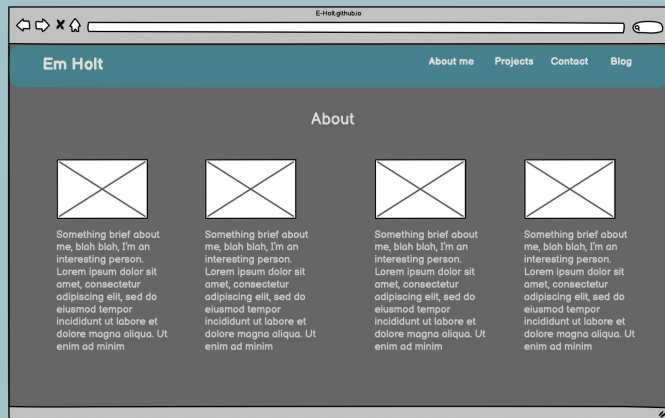 E-Holt.github.io
Em Holt
About me Projects Contact Blog
About
Something brief about
me, blah blah, I'm an
interesting person.
Lorem ipsum dolor sit
amet, consectetur
adipiscing elit, sed do
eiusmod tempor
incididunt ut labore et
dolore magna aliqua. Ut
enim ad minim
Something brief about
me, blah blah, I'm an
interesting person.
Lorem ipsum dolor sit
amet, consectetur
adipiscing elit, sed do
eiusmod tempor
incididunt ut labore et
dolore magna aliqua. Ut
enim ad minim
Something brief about
me, blah blah, I'm an
interesting person.
Lorem ipsum dolor sit
amet, consectetur
adipiscing elit, sed do
eiusmod tempor
incididunt ut labore et
dolore magna aliqua. Ut
enim ad minim
Something brief about
me, blah blah, I'm an
interesting person.
Lorem ipsum dolor sit
amet, consectetur
adipiscing elit, sed do
eiusmod tempor
incididunt ut labore et
dolore magna aliqua. Ut
enim ad minim